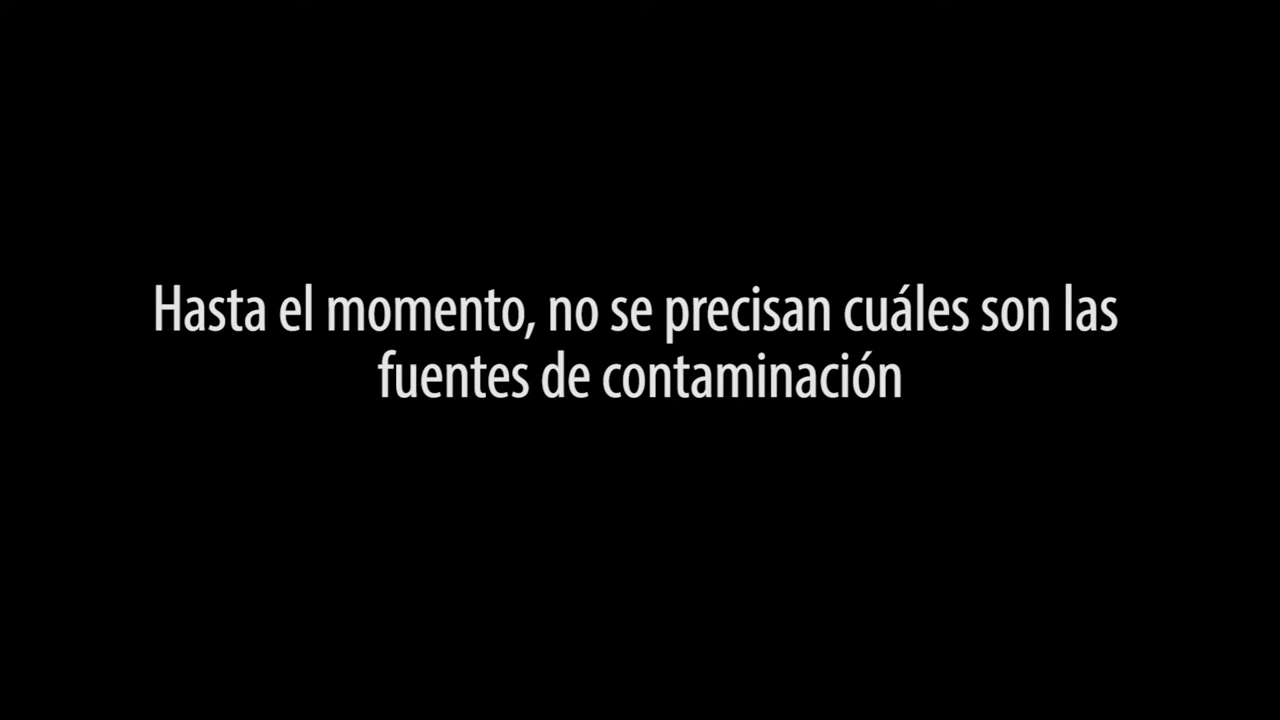 Hasta el momento, no se precisan cuáles son las
fuentes de contaminación